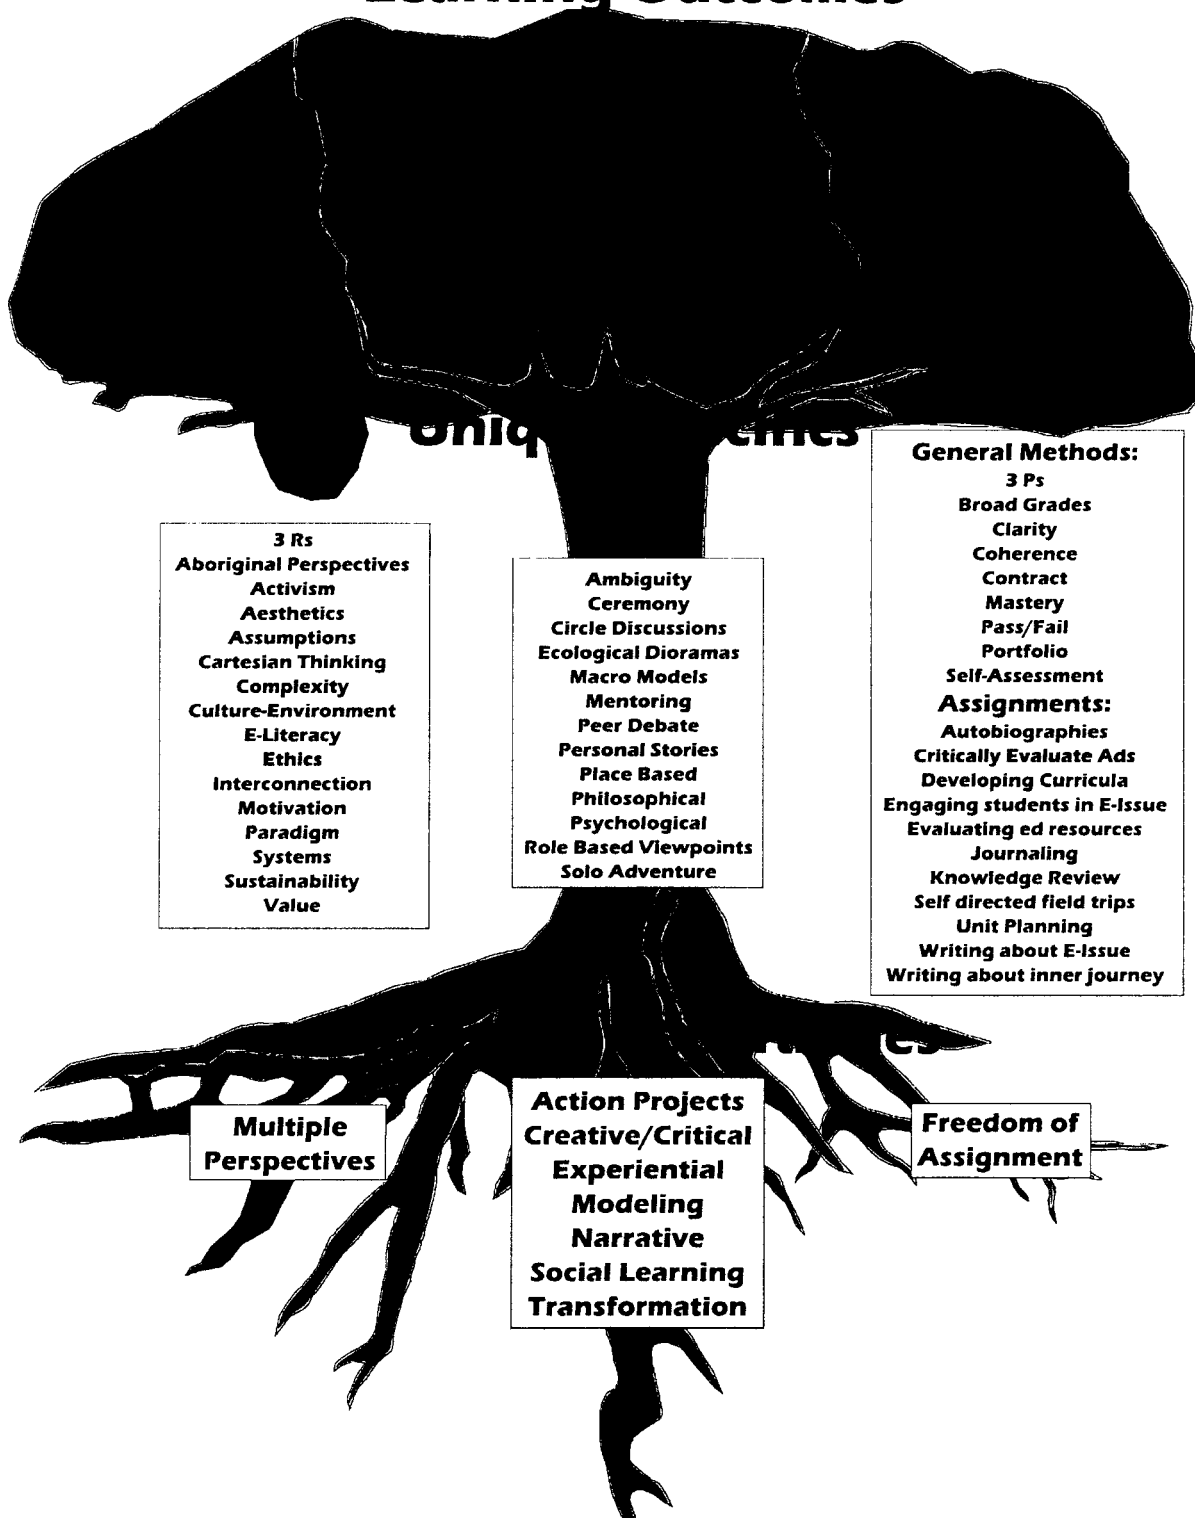 Learning Outcomes
3 Rs
Aboriginal Perspectives
Activism
Aesthetics
Assumptions
Cartesian Thinking
Complexity
Culture-Environment
E-Literacy
Ethics
Interconnection
Motivation
Paradigm
Systems
Sustainability
Value
Ambiguity
Ceremony
Circle Discussions
Ecological Dioramas
Macro Models
Mentoring
Peer Debate
Personal Stories
Place Based
Philosophical
Psychological
Role Based Viewpoints
Solo Adventure
General Methods:
3 Ps
Broad Grades
Clarity
Coherence
Contract
Mastery
Pass/Fail
Portfolio
Self-Assessment
Assignments:
Autobiographies
Critically Evaluate Ads
Developing Curricula
Engaging students in E-Issue
Evaluating ed resources
Journaling
Knowledge Review
Self directed field trips
Unit Planning
Writing about E-Issue
Writing about inner journey
Multiple
Perspectives
Action Projects
Creative/Critical
Experiential
Modeling
Narrative
Social Learning
Transformation
Freedom of
Assignment